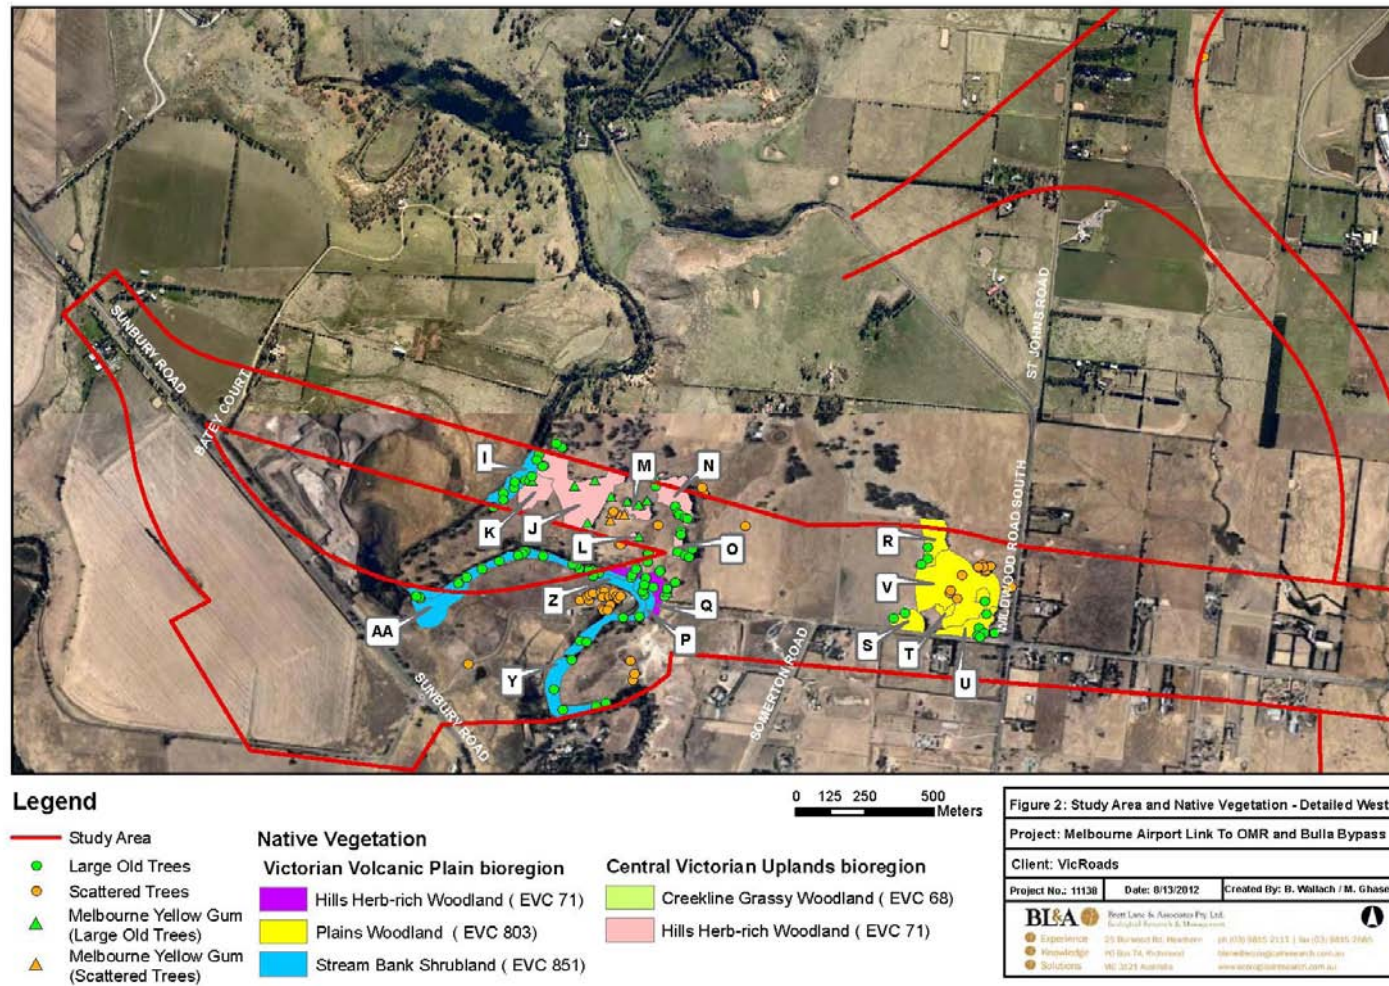 SUNBURY ROAD
BATEY COURT
ST JOHNS ROAD
WILDWOOD ROAD SOUTH
SOMERTON ROAD
SUNBURY ROAD
I
M
N
K
J
L
O
R
V
Z
Q
AA
P
S
T
Y
U
Legend
Study Area
Large Old Trees
Scattered Trees
Melbourne Yellow Gum
(Large Old Trees)
Melbourne Yellow Gum
(Scattered Trees)
Native Vegetation
Victorian Volcanic Plain bioregion
Hills Herb-rich Woodland ( EVC 71)
Plains Woodland ( EVC 803)
Stream Bank Shrubland ( EVC 851)
Central Victorian Uplands bioregion
Creekline Grassy Woodland ( EVC 68)
Hills Herb-rich Woodland ( EVC 71)
0 125 250 500
Meters
Figure 2: Study Area and Native Vegetation - Detailed West
Project: Melbourne Airport Link To OMR and Bulla Bypass
Client: VicRoads
Project No.: 11138 Date: 8/13/2012 Created By: B. Wallach / M. Ghase
BL&A Brett Lane & Associates Pty. Ltd.
Ecological Research & Management
Experience
Knowledge
Solutions